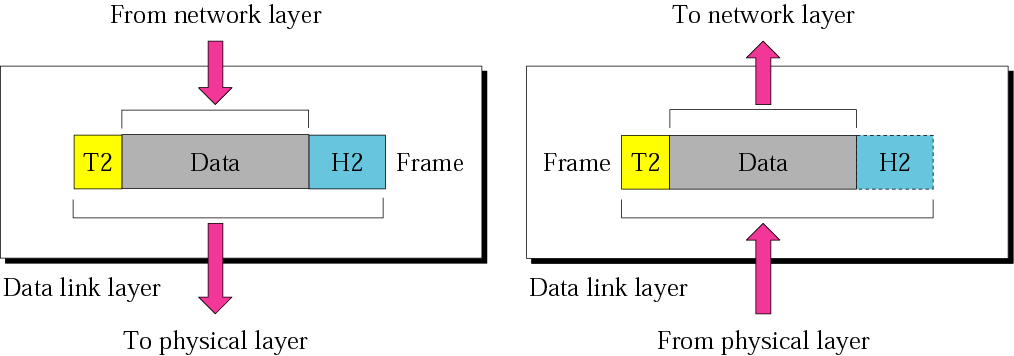 From network layer
T2 Data H2 Frame
Data link layer
To physical layer
To network layer
Frame T2 Data H2
Data link layer
From physical layer